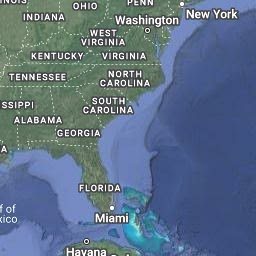 OHIO
PENN
New York
INDIANA
Washington
WEST
VIRGINIA
KENTUCKY
VIRGINIA
TENNESSEE
NORTH
CAROLINA
SSIPPI
SOUTH
CAROLINA
ALABAMA
GEORGIA
A
FLORIDA
Miami
f of
xico
Havana